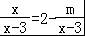 x/(x-3) = 2 - m/(x-3)